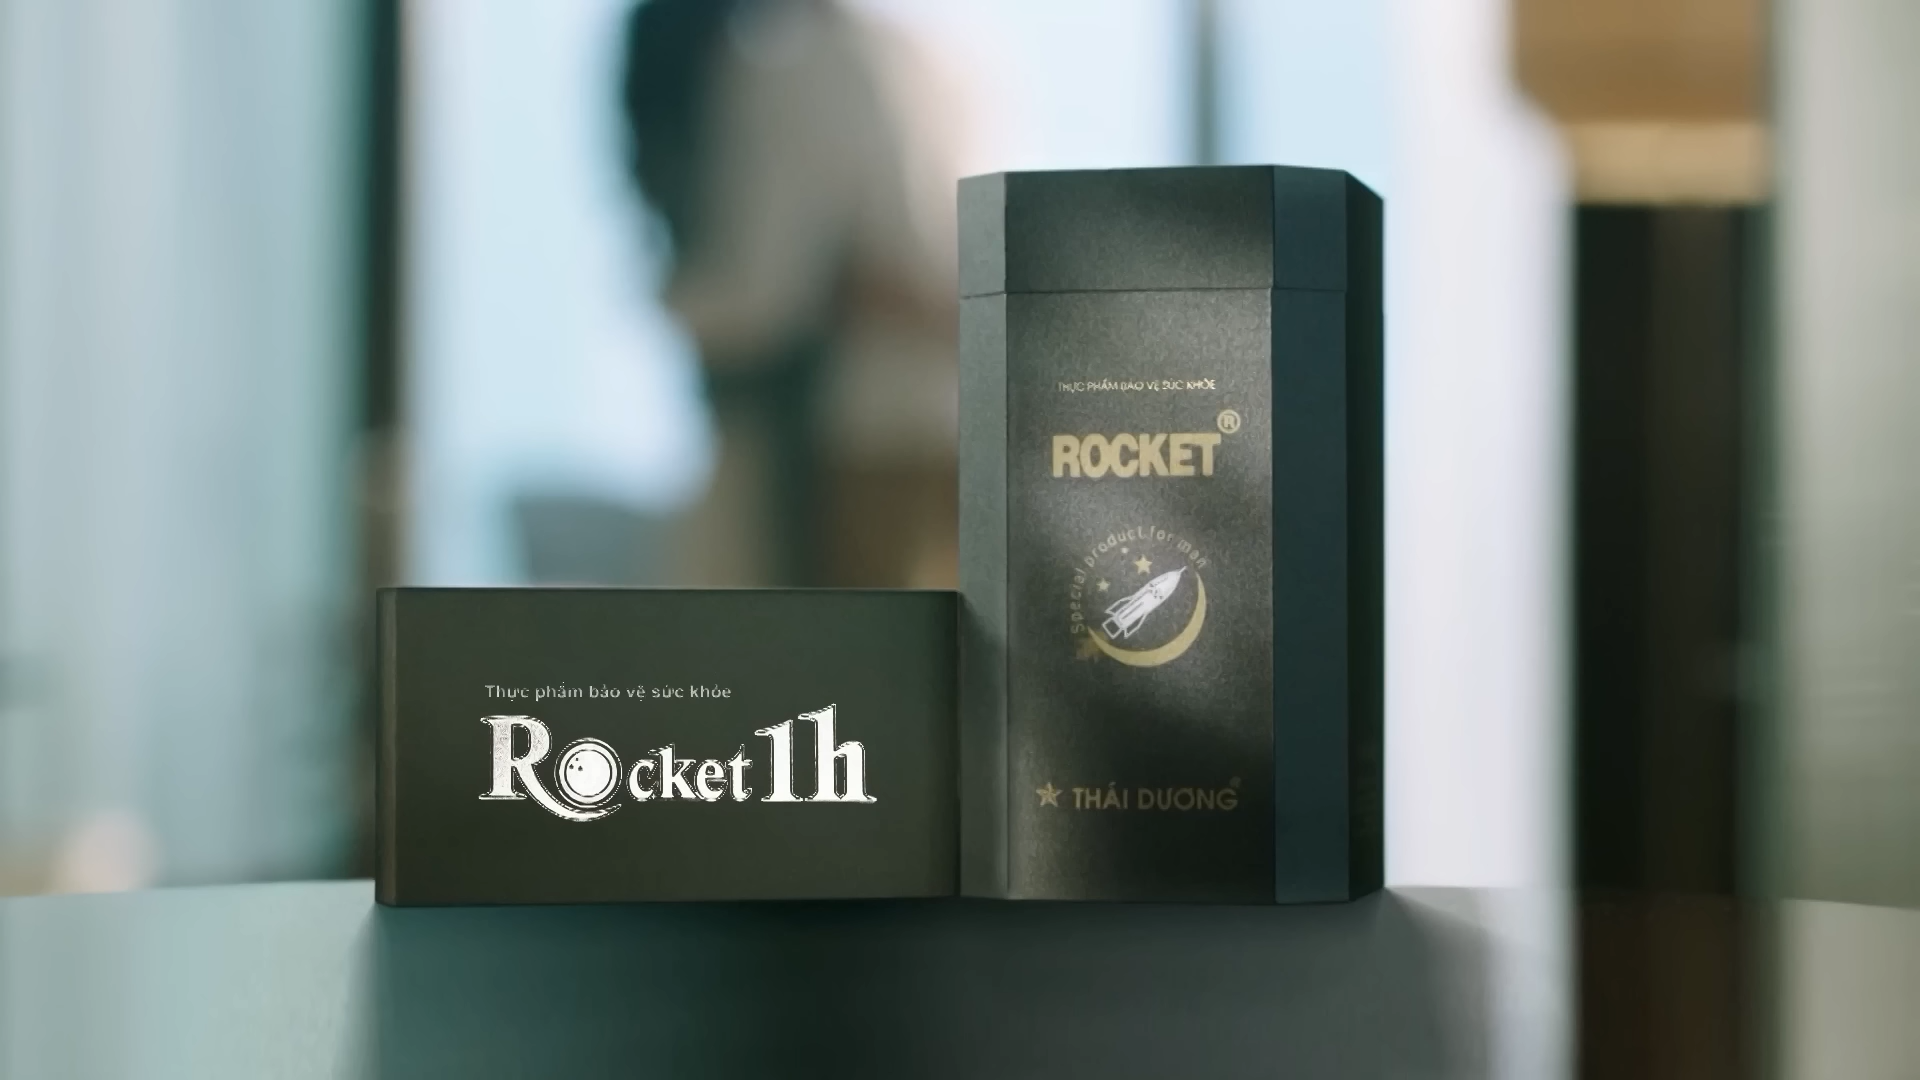 Thực phẩm bảo vệ sức khỏe
Rocket 1h
THỰC PHẨM BẢO VỆ SỨC KHỎE
ROCKET®
Special product for man
THÁI DƯƠNG®